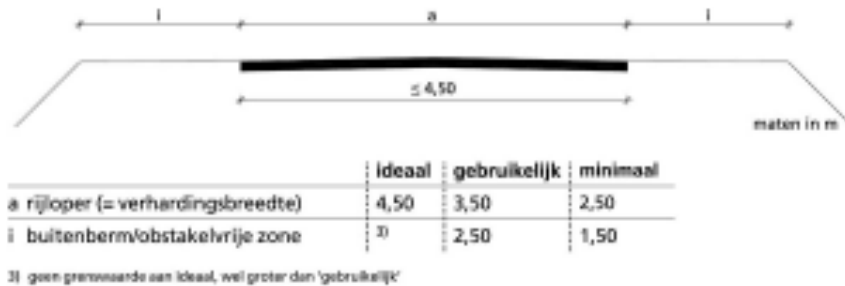 i a i
≤ 4,50
maten in m
ideaal gebruikelijk minimaal
a rijloper (= verhardingsbreedte) 4,50 3,50 2,50
i buitenberm/obstakelvrije zone 3) 2,50 1,50
3) geen grenswaarde aan ideaal, wel groter dan 'gebruikelijk'